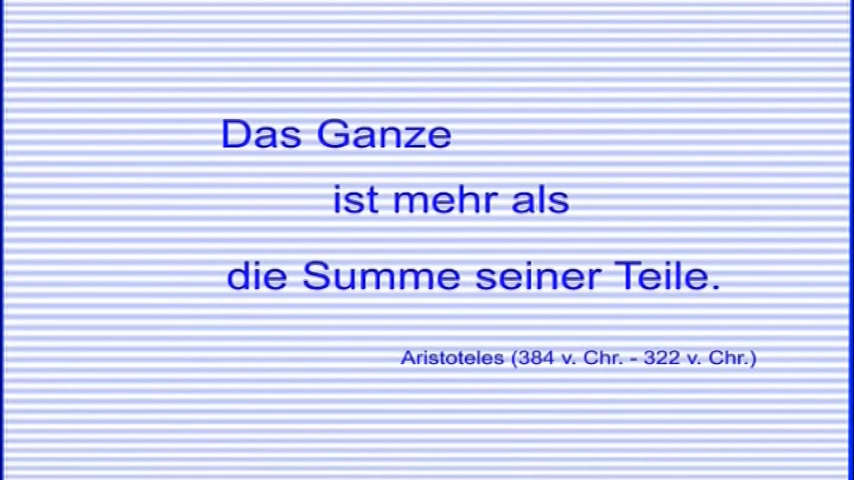 Das Ganze
ist mehr als
die Summe seiner Teile.
Aristoteles (384 v. Chr. - 322 v. Chr.)